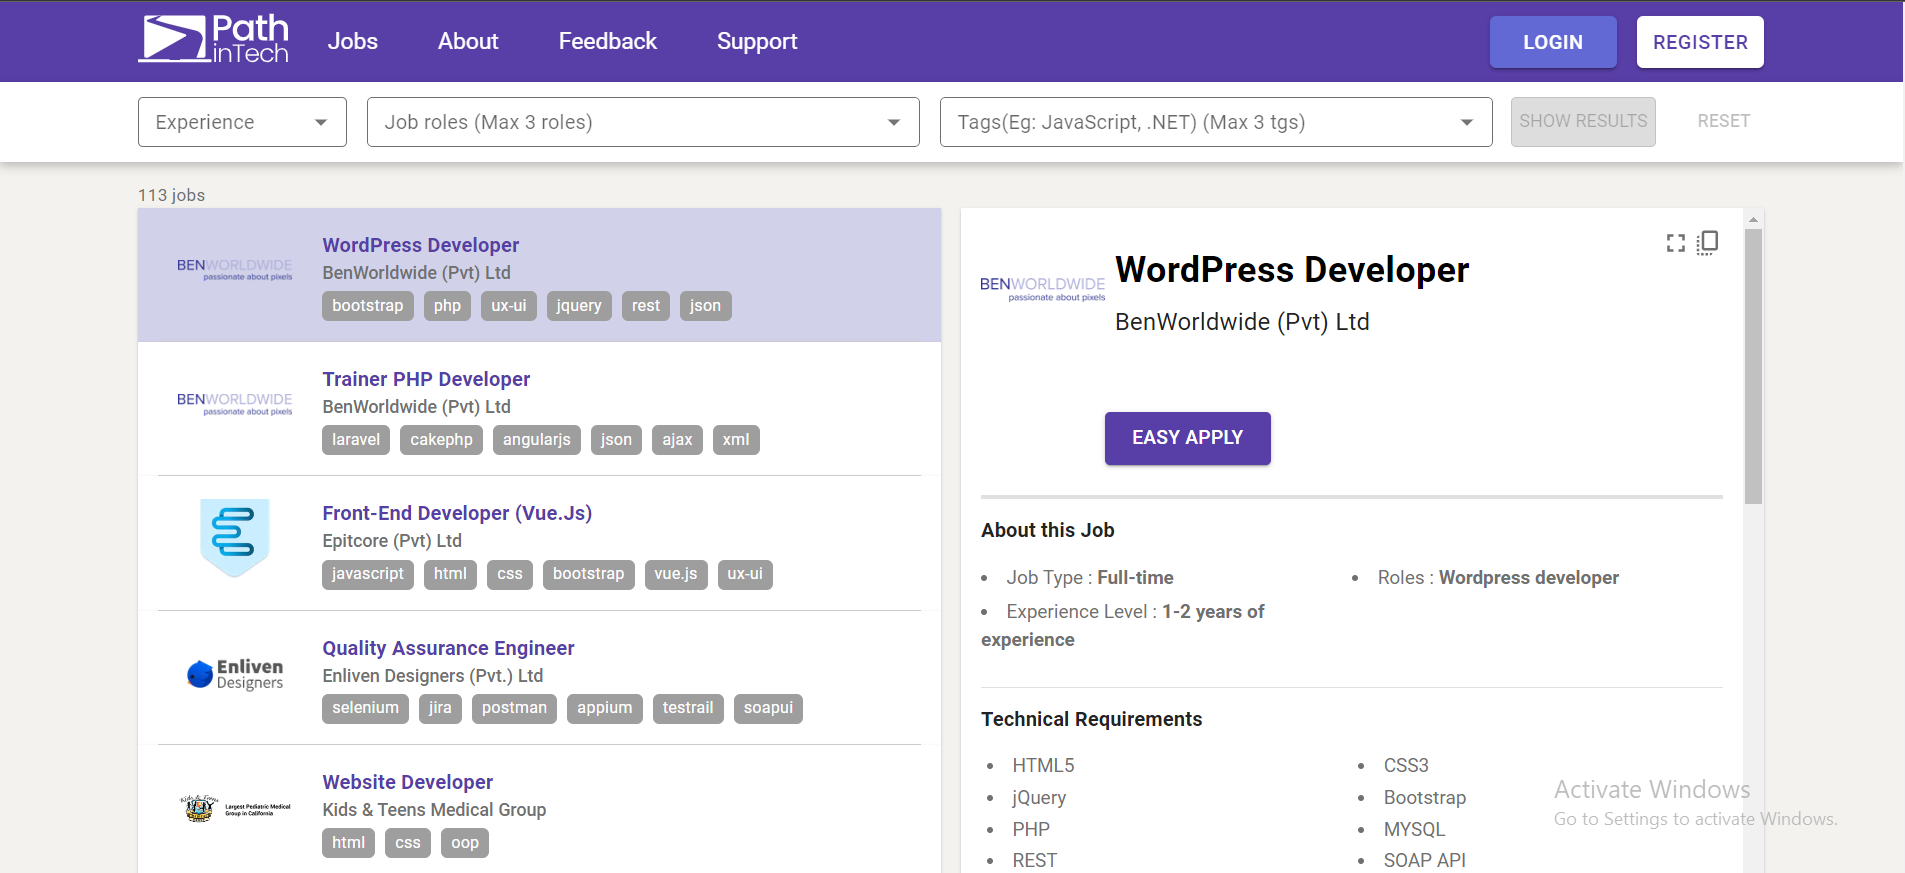 Path
inTech
Jobs
About
Feedback
Support
LOGIN
REGISTER
Experience
Job roles (Max 3 roles)
Tags(Eg: JavaScript, .NET) (Max 3 tgs)
SHOW RESULTS
RESET
113 jobs
BENWORLDWIDE
passionate about pixels
WordPress Developer
BenWorldwide (Pvt) Ltd
bootstrap php ux-ui jquery rest json
BENWORLDWIDE
passionate about pixels
Trainer PHP Developer
BenWorldwide (Pvt) Ltd
laravel cakephp angularjs json ajax xml
Front-End Developer (Vue.Js)
Epitcore (Pvt) Ltd
javascript html css bootstrap vue.js ux-ui
Enliven
Designers
Quality Assurance Engineer
Enliven Designers (Pvt.) Ltd
selenium jira postman appium testrail soapui
Kids & Teens
Largest Pediatric Medical
Group in California
Website Developer
Kids & Teens Medical Group
html css oop
BENWORLDWIDE
passionate about pixels
WordPress Developer
BenWorldwide (Pvt) Ltd
EASY APPLY
About this Job
• Job Type : Full-time
• Roles : Wordpress developer
• Experience Level : 1-2 years of
experience
Technical Requirements
• HTML5
• CSS3
• jQuery
• Bootstrap
• PHP
• MYSQL
• REST
• SOAP API
Activate Windows
Go to Settings to activate Windows.